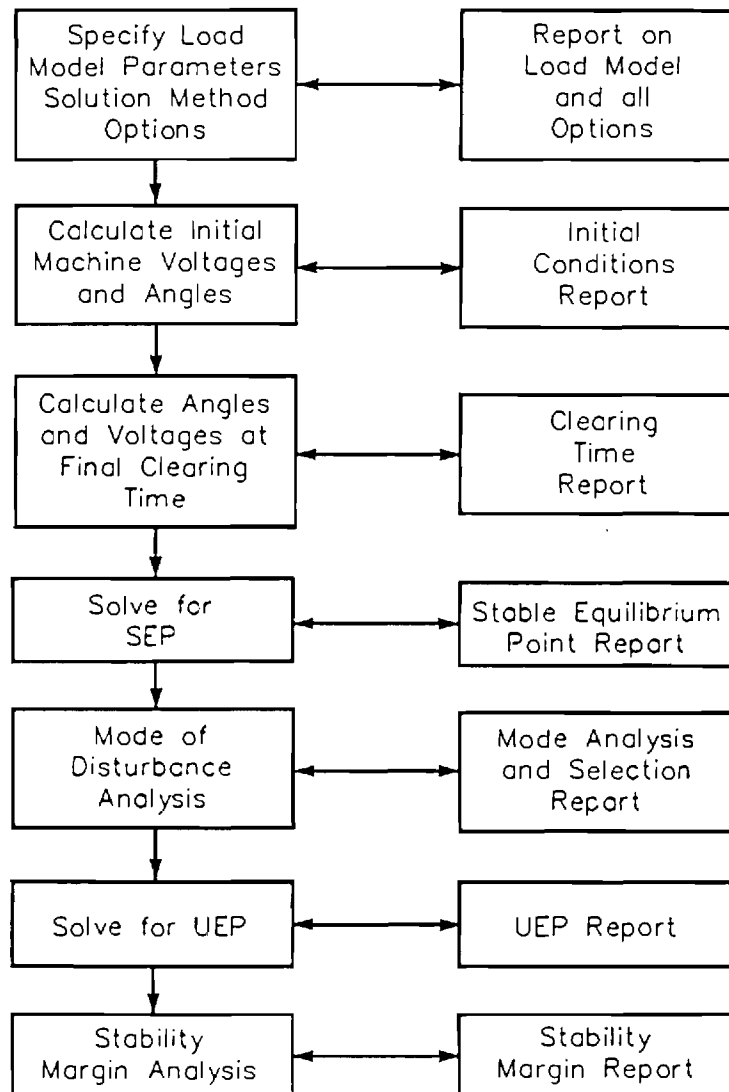 Specify Load
Model Parameters
Solution Method
Options
Report on
Load Model
and all
Options
Calculate Initial
Machine Voltages
and Angles
Initial
Conditions
Report
Calculate Angles
and Voltages at
Final Clearing
Time
Clearing
Time
Report
Solve for
SEP
Stable Equilibrium
Point Report
Mode of
Disturbance
Analysis
Mode Analysis
and Selection
Report
Solve for UEP
UEP Report
Stability
Margin Analysis
Stability
Margin Report